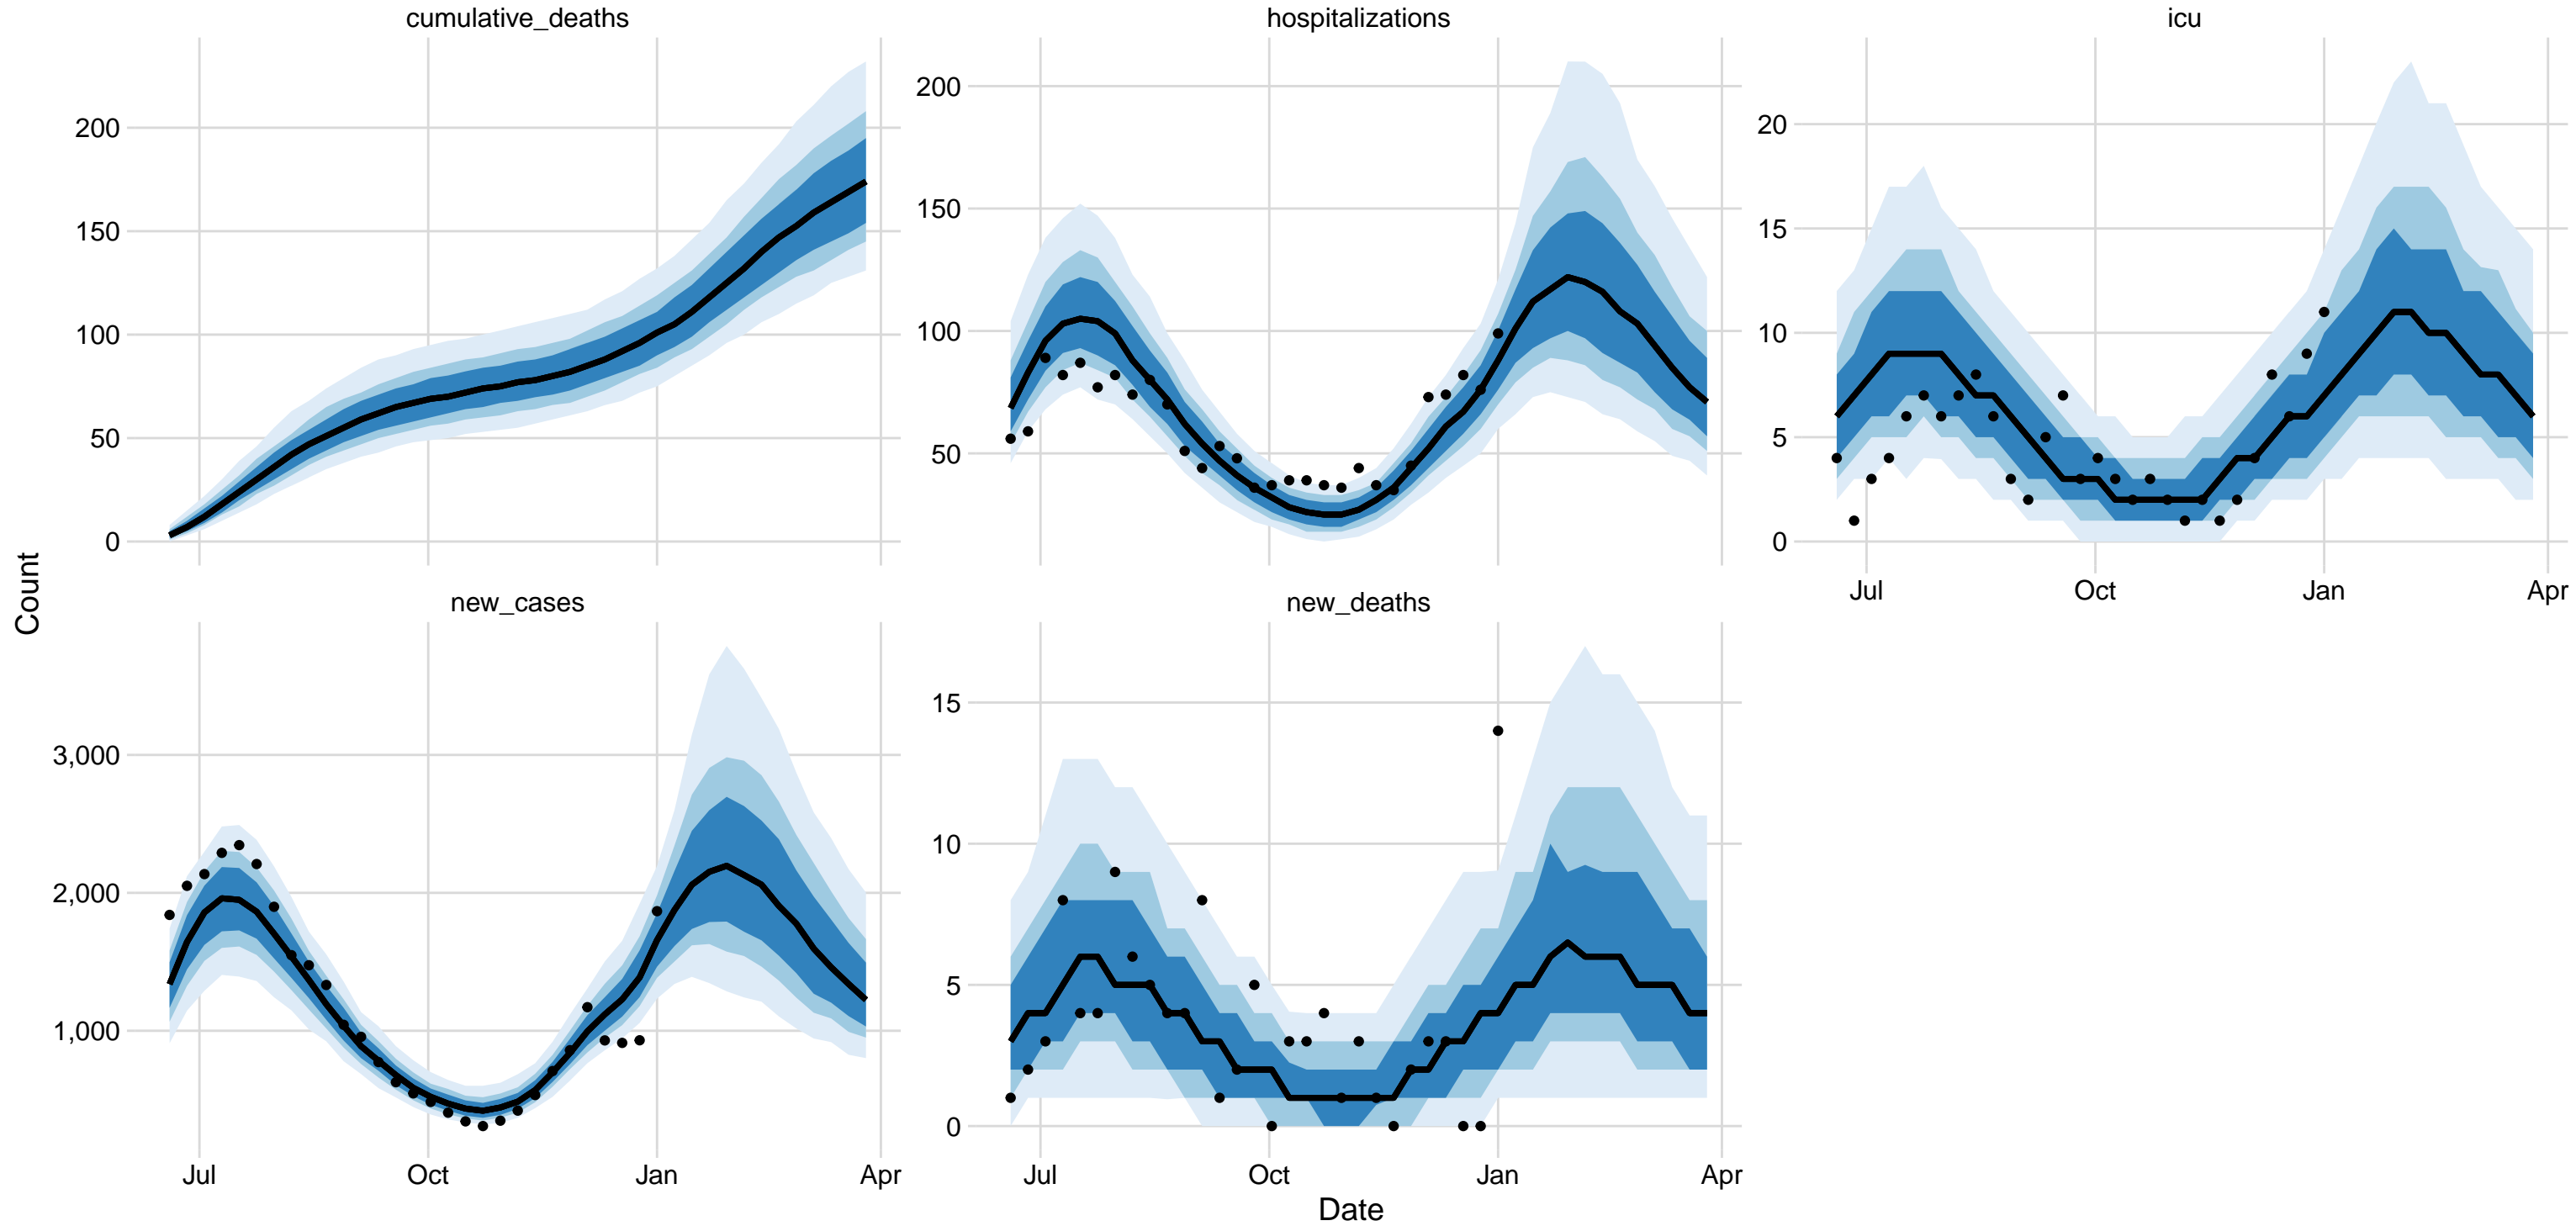 cumulative_deaths
hospitalizations
icu
200
150
100
50
0
200
150
100
50
20
15
10
5
0
Jul Oct Jan Apr
Count
new_cases
new_deaths
3,000
2,000
1,000
15
10
5
0
Jul Oct Jan Apr
Jul Oct Jan Apr
Date